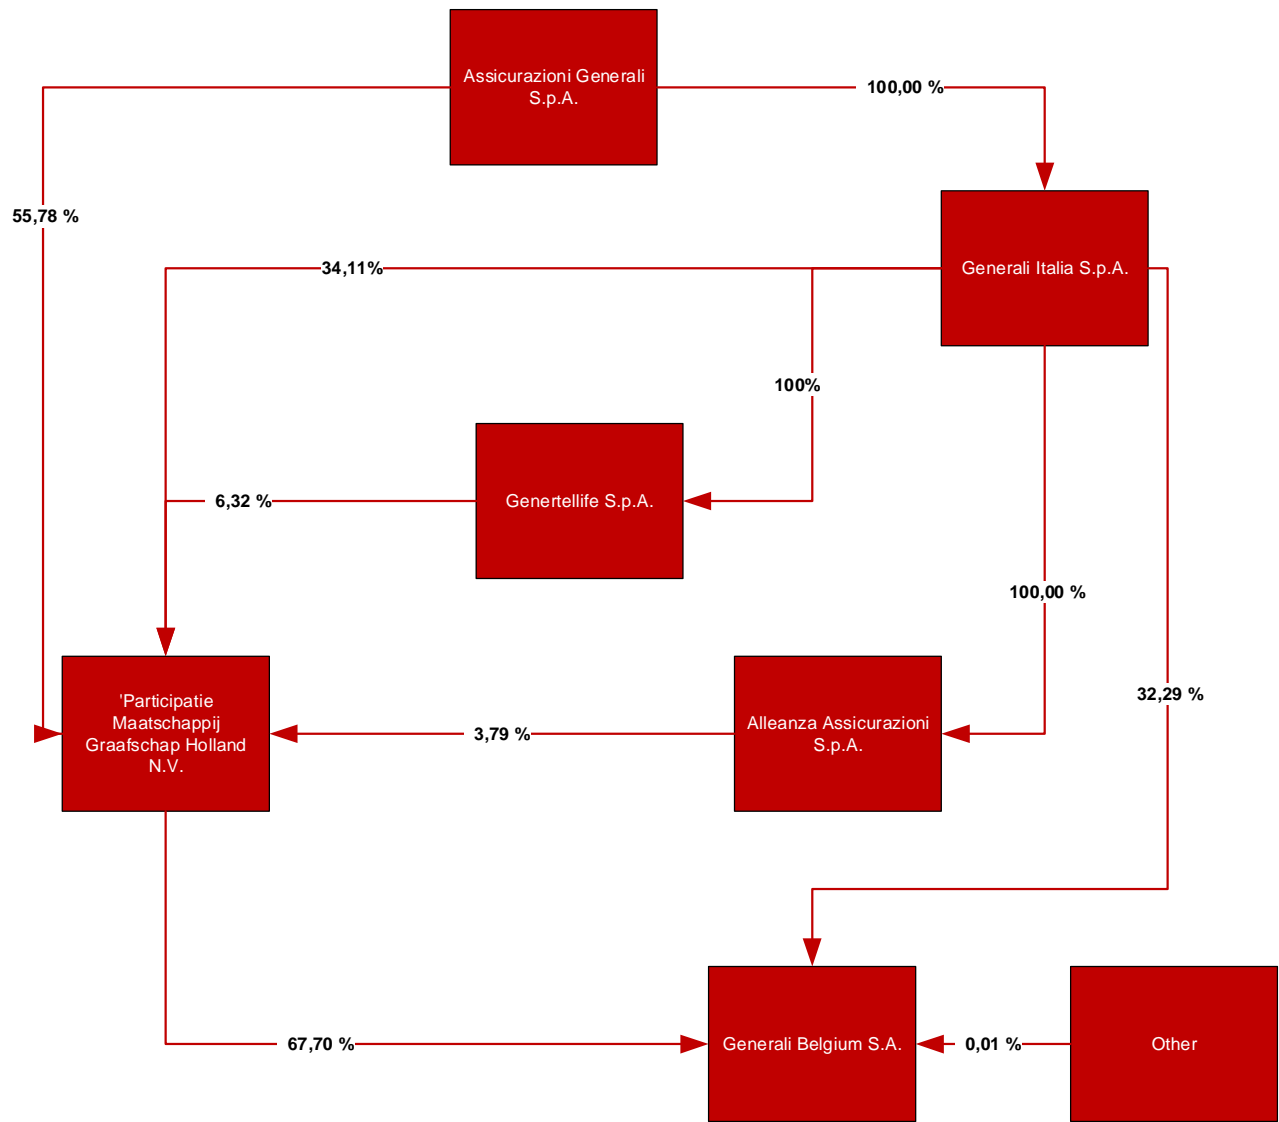 Assicurazioni Generali
S.p.A.
100,00 %
55,78 %
34,11%
Generali Italia S.p.A.
100%
6,32 %
Genertellife S.p.A.
100,00 %
32,29 %
'Participatie
Maatschappij
Graafschap Holland
N.V.
3,79 %
Alleanza Assicurazioni
S.p.A.
67,70 %
Generali Belgium S.A.
0,01 %
Other